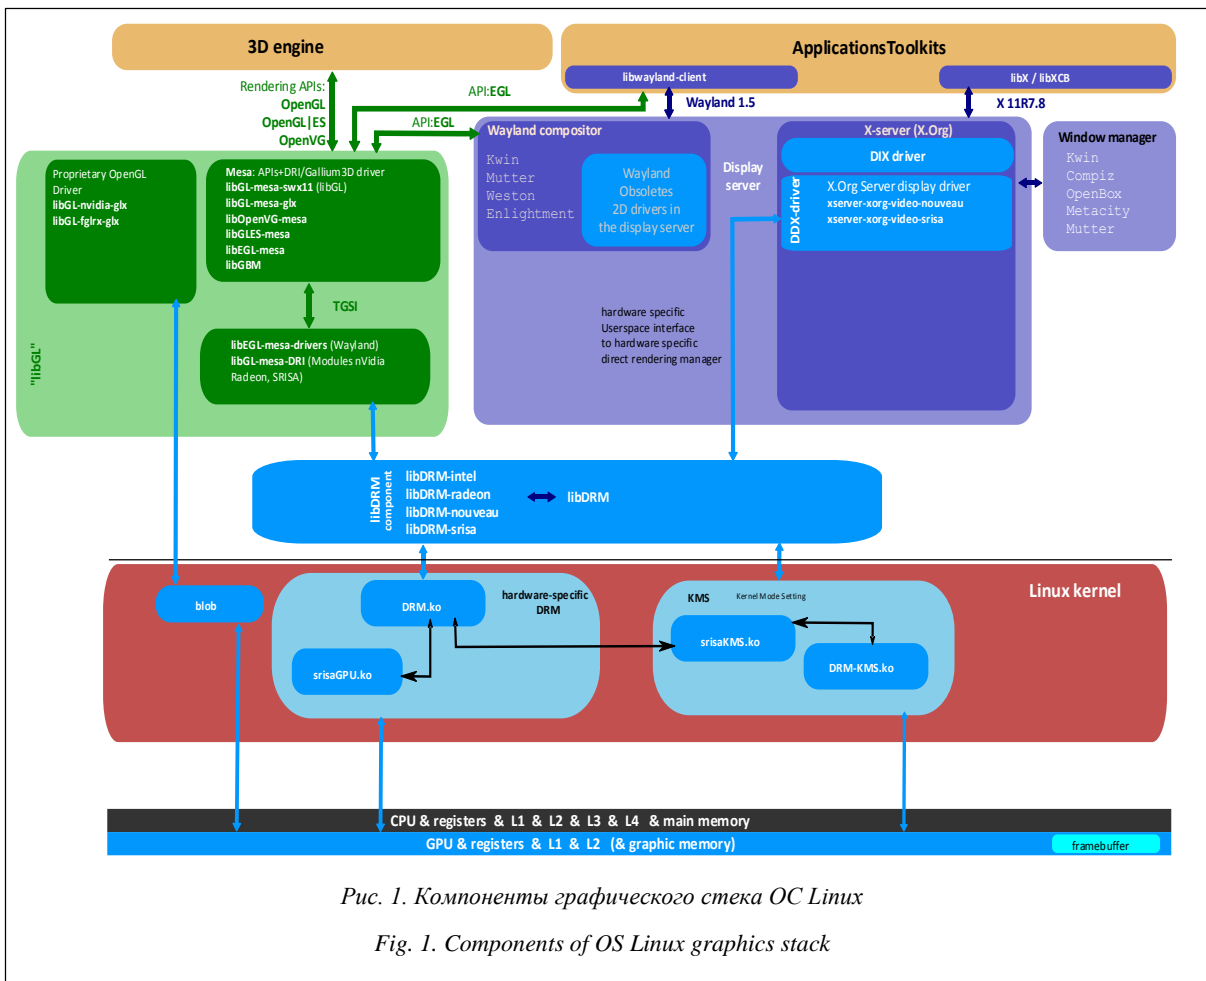 3D engine
ApplicationsToolkits
libwayland-client
libX / libXCB
Rendering APIs:
OpenGL
OpenGL|ES
OpenVG
API:EGL
API:EGL
Wayland 1.5
X 11R7.8
Wayland compositor
Kwin
Mutter
Weston
Enlightment
Wayland
Obsoletes
2D drivers in
the display server
Display
server
X-server (X.Org)
DIX driver
DDX-driver
X.Org Server display driver
xserver-xorg-video-nouveau
xserver-xorg-video-srisa
Window manager
Kwin
Compiz
OpenBox
Metacity
Mutter
Proprietary OpenGL
Driver
libGL-nvidia-glx
libGL-fglrx-glx
Mesa: APIs+DRI/Gallium3D driver
libGL-mesa-swx11 (libGL)
libGL-mesa-glx
libOpenVG-mesa
libGLES-mesa
libEGL-mesa
libGBM
TGSI
"libGL"
libEGL-mesa-drivers (Wayland)
libGL-mesa-DRI (Modules nVidia
Radeon, SRISA)
hardware specific
Userspace interface
to hardware specific
direct rendering manager
libDRM
component
libDRM-intel
libDRM-radeon
libDRM-nouveau
libDRM-srisa
libDRM
Linux kernel
blob
DRM.ko
hardware-specific
DRM
srisaGPU.ko
KMS
Kernel Mode Setting
srisaKMS.ko
DRM-KMS.ko
CPU & registers & L1 & L2 & L3 & L4 & main memory
GPU & registers & L1 & L2 (& graphic memory)
framebuffer
Рис. 1. Компоненты графического стека ОС Linux
Fig. 1. Components of OS Linux graphics stack